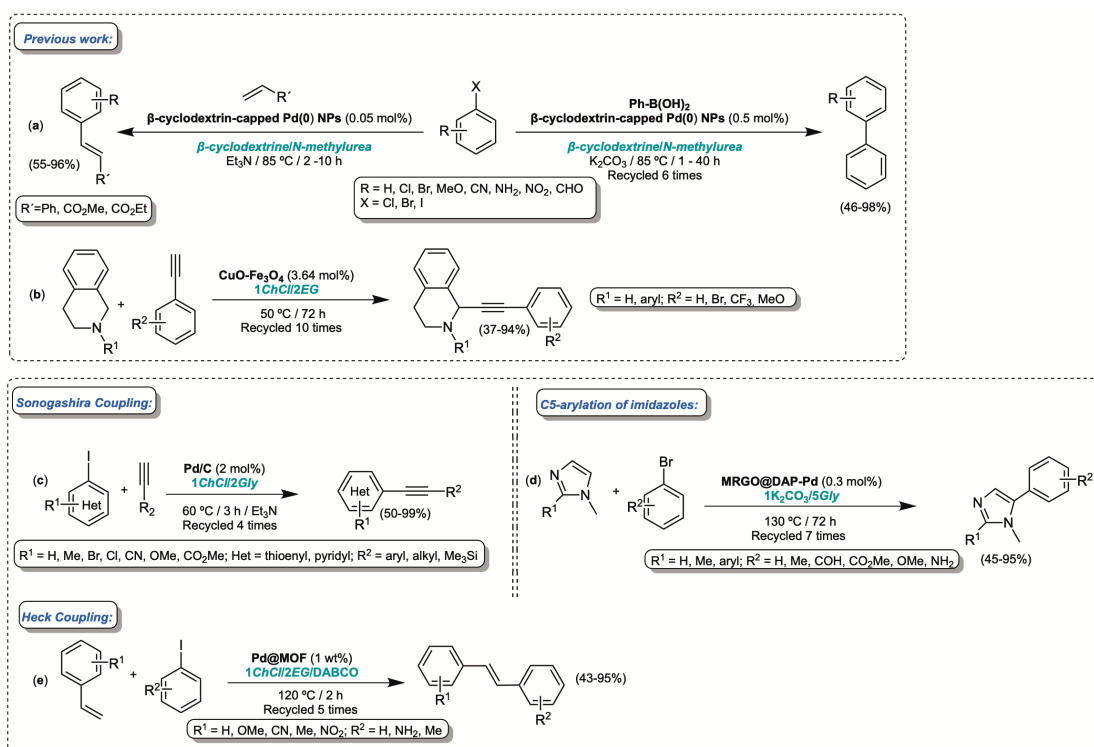 Previous work:
(a)
R
R´
(55-96%)
R´
β-cyclodextrin-capped Pd(0) NPs (0.05 mol%)
β-cyclodextrine/N-methylurea
Et₃N / 85 ºC / 2 -10 h
X
R
Ph-B(OH)₂
β-cyclodextrin-capped Pd(0) NPs (0.5 mol%)
β-cyclodextrine/N-methylurea
K₂CO₃ / 85 ºC / 1 - 40 h
Recycled 6 times
R
(46-98%)
R´=Ph, CO₂Me, CO₂Et
R = H, Cl, Br, MeO, CN, NH₂, NO₂, CHO
X = Cl, Br, I
(b)
N
R¹
+
R²
CuO-Fe₃O₄ (3.64 mol%)
1ChCl/2EG
50 ºC / 72 h
Recycled 10 times
N
R¹
(37-94%)
R²
R¹ = H, aryl; R² = H, Br, CF₃, MeO
Sonogashira Coupling:
(c)
I
R¹
Het
+
R₂
Pd/C (2 mol%)
1ChCl/2Gly
60 ºC / 3 h / Et₃N
Recycled 4 times
Het
R¹
R²
(50-99%)
R¹ = H, Me, Br, Cl, CN, OMe, CO₂Me; Het = thioenyl, pyridyl; R² = aryl, alkyl, Me₃Si
C5-arylation of imidazoles:
(d)
N
N
R¹
+
Br
R²
MRGO@DAP-Pd (0.3 mol%)
1K₂CO₃/5Gly
130 ºC / 72 h
Recycled 7 times
N
N
R¹
R²
(45-95%)
R¹ = H, Me, aryl; R² = H, Me, COH, CO₂Me, OMe, NH₂
Heck Coupling:
(e)
R¹
+
I
R²
Pd@MOF (1 wt%)
1ChCl/2EG/DABCO
120 ºC / 2 h
Recycled 5 times
R¹
R²
(43-95%)
R¹ = H, OMe, CN, Me, NO₂; R² = H, NH₂, Me